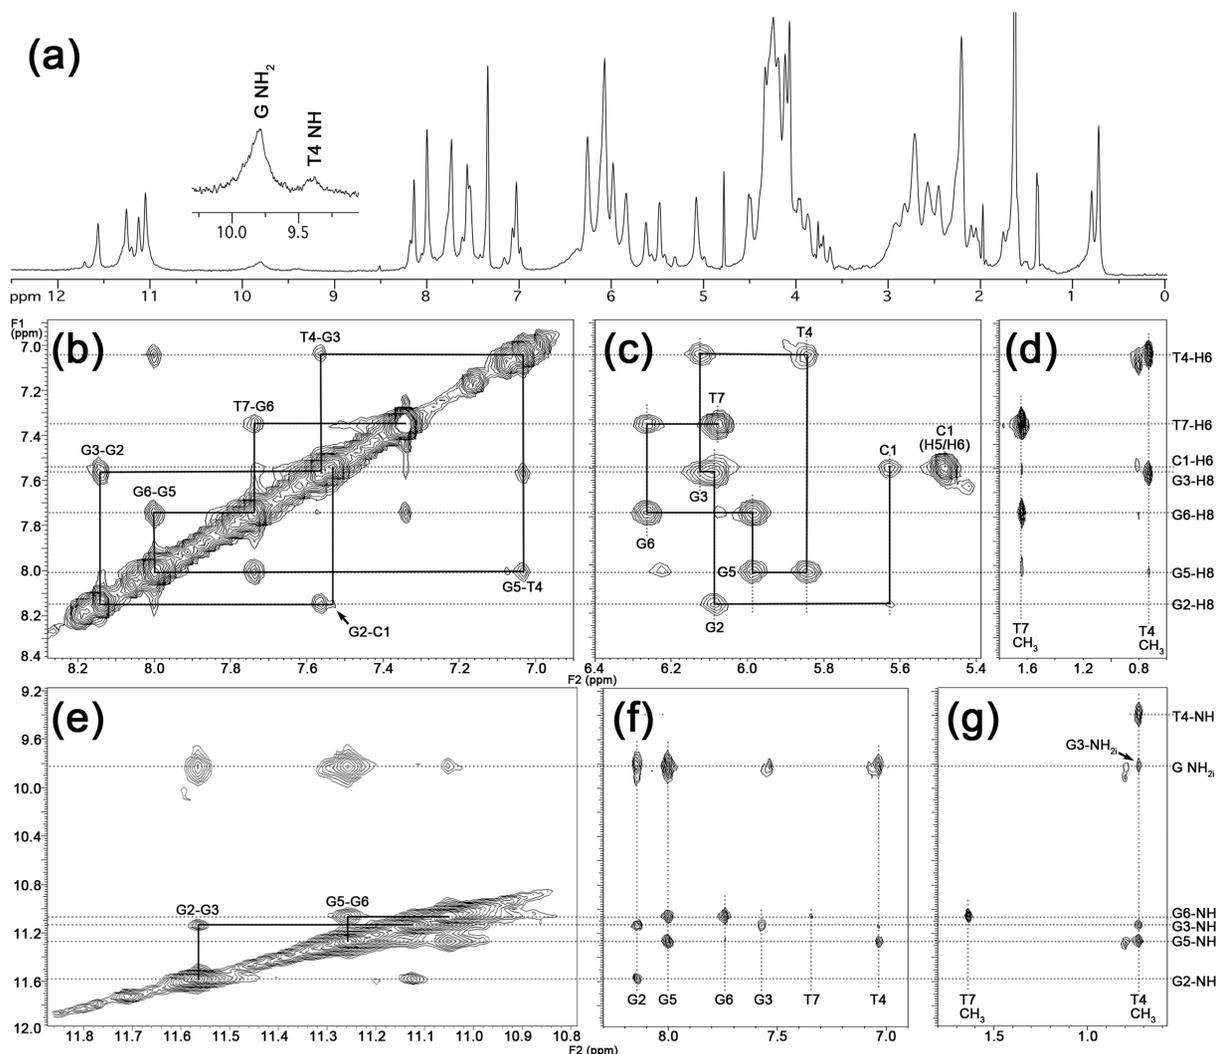 (a)
G NH2
T4 NH
10.0 9.5
ppm 12 11 10 9 8 7 6 5 4 3 2 1 0
F1
(ppm)
7.0
7.2
7.4
7.6
7.8
8.0
8.2
8.4
(b)
T4-G3
T7-G6
G3-G2
G6-G5
G5-T4
G2-C1
8.2 8.0 7.8 7.6 7.4 7.2 7.0
F2 (ppm)
(c)
T4
T7
C1
C1
(H5/H6)
G3
G6
G5
G2
6.4 6.2 6.0 5.8 5.6 5.4
(d)
T7
CH3
T4
CH3
1.6 1.2 0.8
T4-H6
T7-H6
C1-H6
G3-H8
G6-H8
G5-H8
G2-H8
9.2
9.6
10.0
10.4
10.8
11.2
11.6
12.0
(e)
G2-G3
G5-G6
11.8 11.7 11.6 11.5 11.4 11.3 11.2 11.1 11.0 10.9 10.8
F2 (ppm)
(f)
G2 G5 G6 G3 T7 T4
8.0 7.5 7.0
(g)
G3-NH2i
T7
CH3
T4
CH3
1.5 1.0
T4-NH
G NH2i
G6-NH
G3-NH
G5-NH
G2-NH